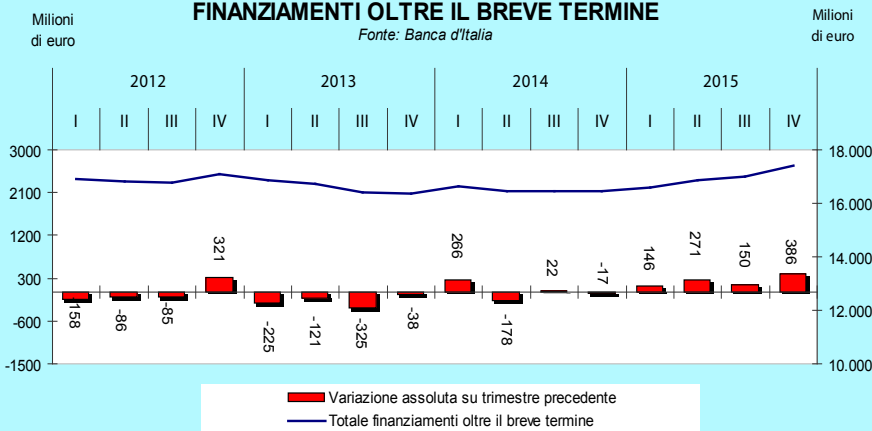 FINANZIAMENTI OLTRE IL BREVE TERMINE
Milioni
di euro
Fonte: Banca d'Italia
Milioni
di euro
2012 2013 2014 2015
I II III IV I II III IV I II III IV I II III IV
3000 18.000
2100 16.000
1200 14.000
300 12.000
-600 10.000
-1500
-158 -86 -85 321 -225 -121 -325 -38 266 -178 22 -17 146 271 150 386
Variazione assoluta su trimestre precedente
Totale finanziamenti oltre il breve termine